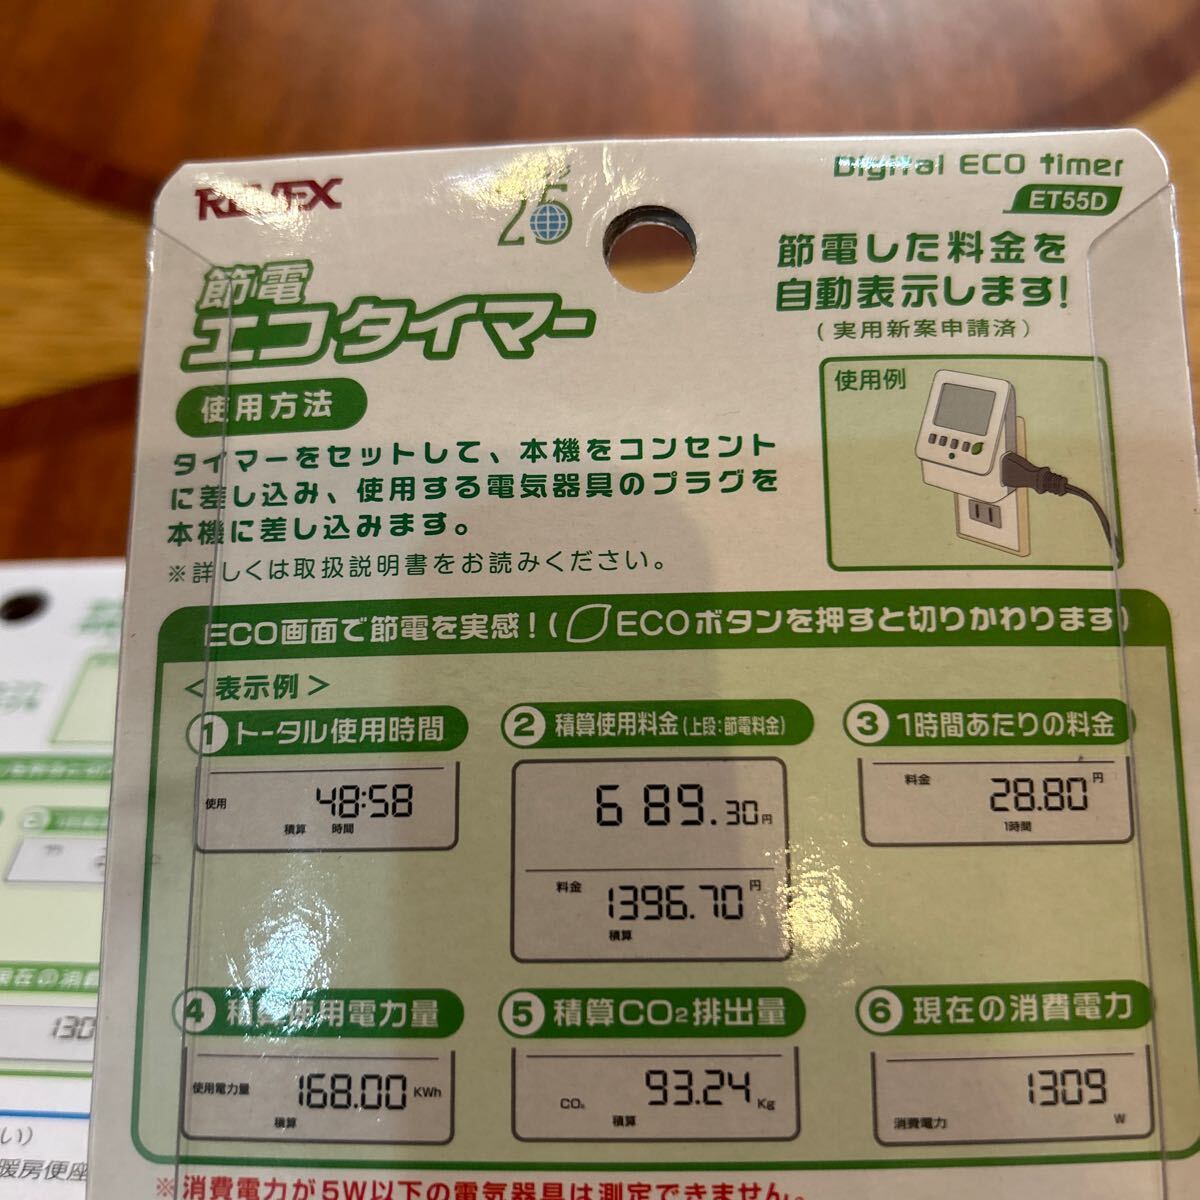 REVEX
25
Digital ECO timer
ET55D
節電
エコタイマー
節電した料金を
自動表示します!
(実用新案申請済)
使用方法
使用例
タイマーをセットして、本機をコンセント
に差し込み、使用する電気器具のプラグを
本機に差し込みます。
※詳しくは取扱説明書をお読みください。
ECO画面で節電を実感!(ECOボタンを押すと切りかわります)
<表示例>
1 トータル使用時間
使用 48:58
積算 時間
2 積算使用料金(上段:節電料金)
689.30円
料金 1396.70円
積算
3 1時間あたりの料金
料金 28.80円
1時間
4 積算使用電力量
使用電力量 168.00 KWh
積算
5 積算CO2排出量
CO2 93.24 Kg
積算
6 現在の消費電力
1309
消費電力 W
※消費電力が5W以下の電気器具は測定できません。
現在の消費
130
い)
暖房便座